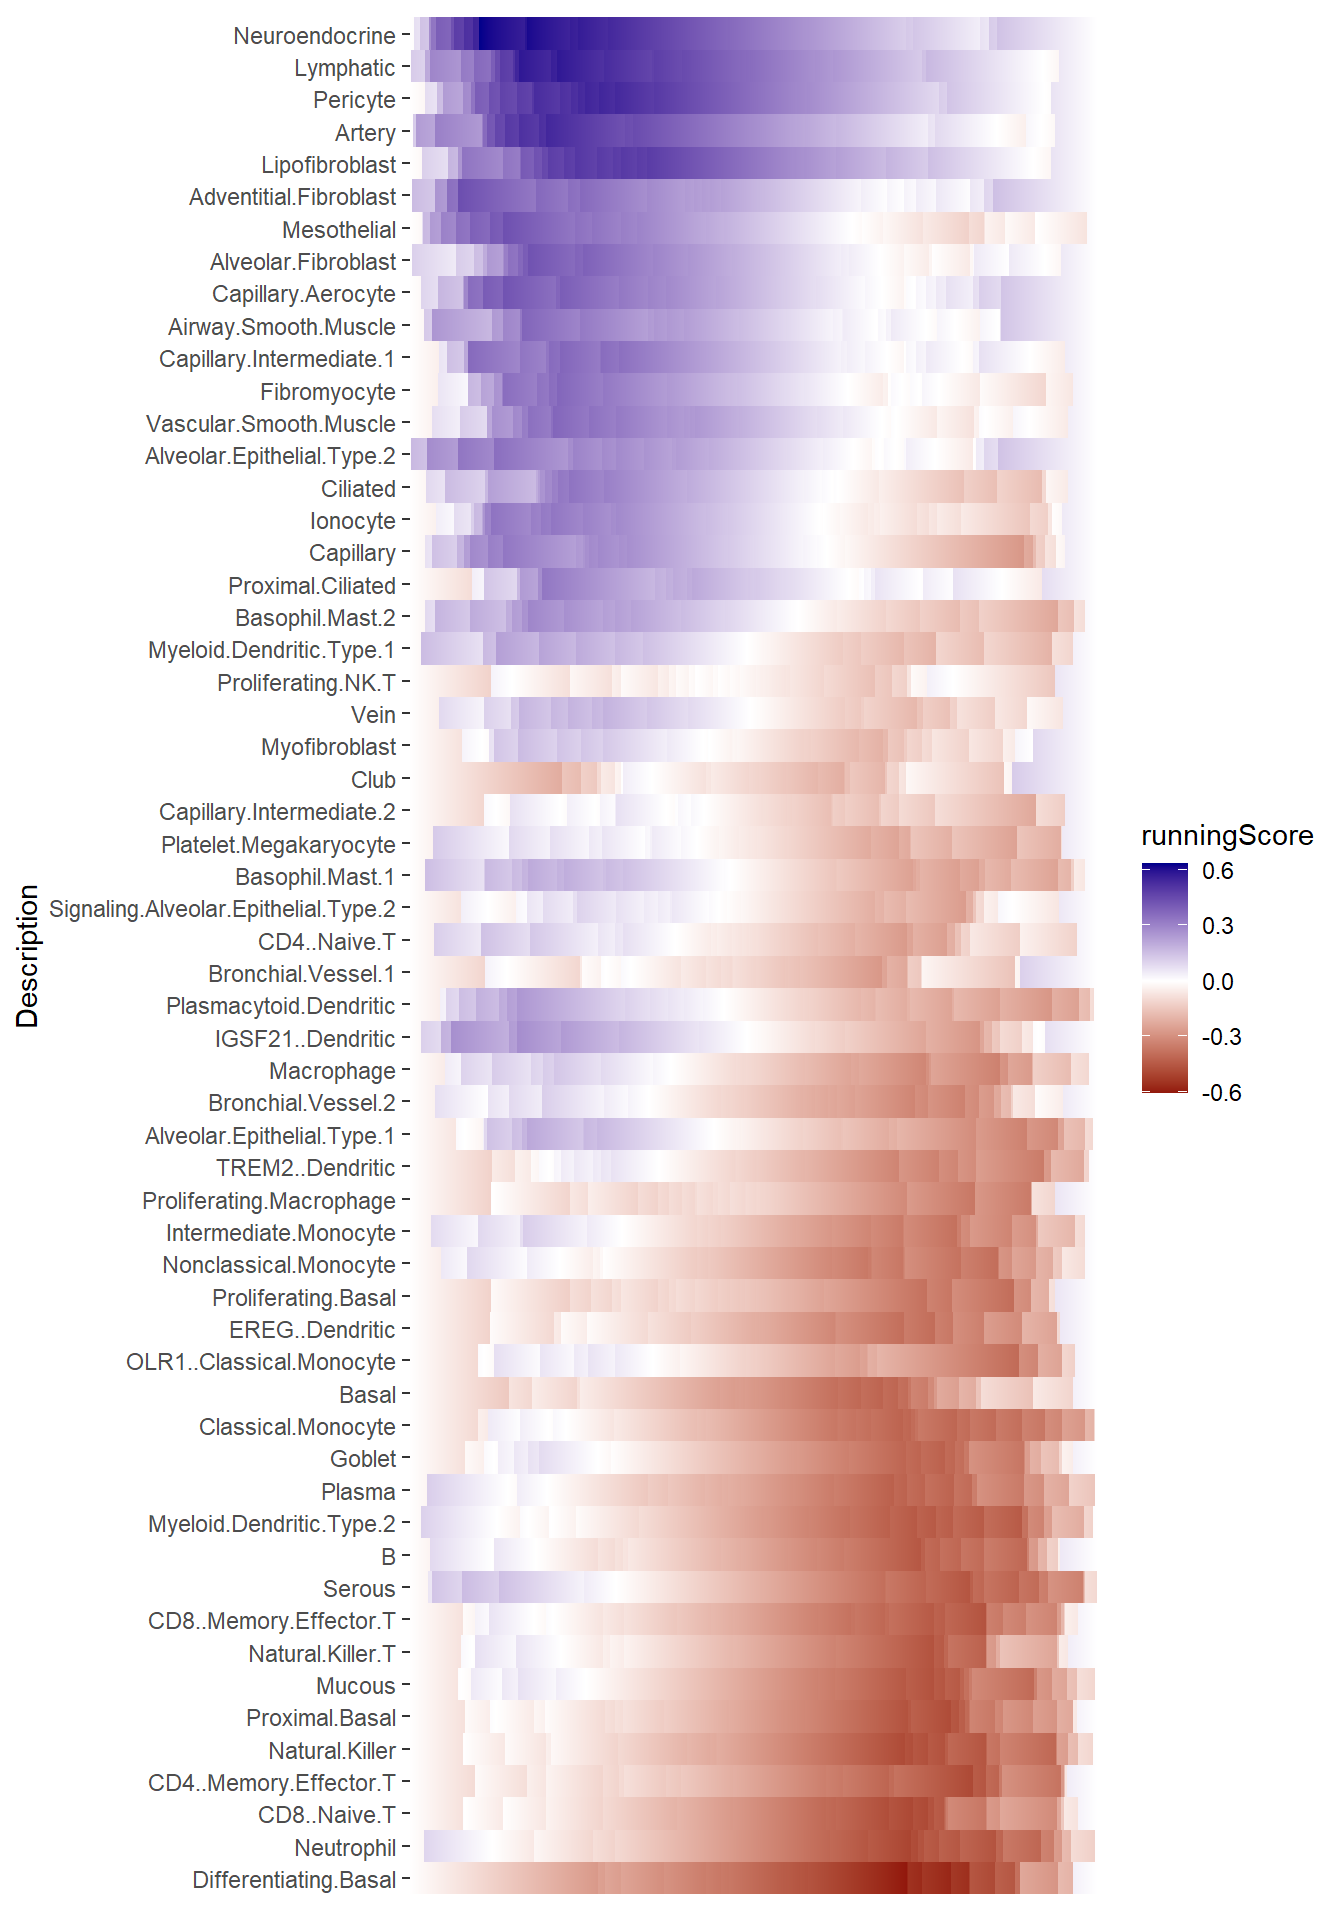 Neuroendocrine
Lymphatic
Pericyte
Artery
Lipofibroblast
Adventitial.Fibroblast
Mesothelial
Alveolar.Fibroblast
Capillary.Aerocyte
Airway.Smooth.Muscle
Capillary.Intermediate.1
Fibromyocyte
Vascular.Smooth.Muscle
Alveolar.Epithelial.Type.2
Ciliated
Ionocyte
Capillary
Proximal.Ciliated
Basophil.Mast.2
Myeloid.Dendritic.Type.1
Proliferating.NK.T
Vein
Myofibroblast
Club
Capillary.Intermediate.2
Platelet.Megakaryocyte
Basophil.Mast.1
Signaling.Alveolar.Epithelial.Type.2
CD4..Naive.T
Bronchial.Vessel.1
Plasmacytoid.Dendritic
IGSF21..Dendritic
Macrophage
Bronchial.Vessel.2
Alveolar.Epithelial.Type.1
TREM2..Dendritic
Proliferating.Macrophage
Intermediate.Monocyte
Nonclassical.Monocyte
Proliferating.Basal
EREG..Dendritic
OLR1..Classical.Monocyte
Basal
Classical.Monocyte
Goblet
Plasma
Myeloid.Dendritic.Type.2
B
Serous
CD8..Memory.Effector.T
Natural.Killer.T
Mucous
Proximal.Basal
Natural.Killer
CD4..Memory.Effector.T
CD8..Naive.T
Neutrophil
Differentiating.Basal
Description
runningScore
0.6
0.3
0.0
-0.3
-0.6